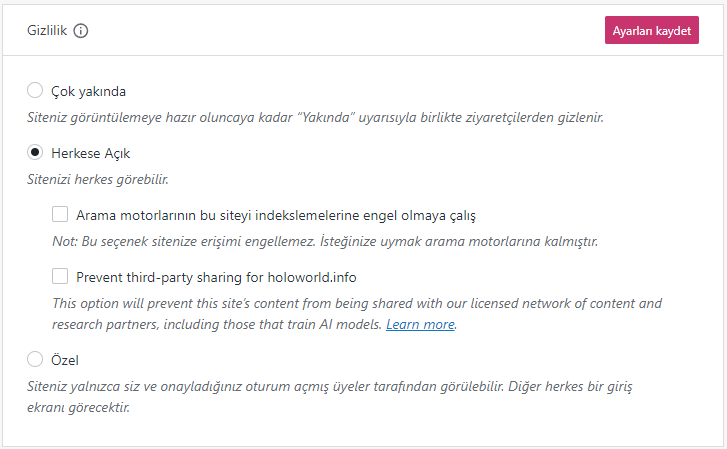 Gizlilik
Ayarları kaydet
Çok yakında
Siteniz görüntülemeye hazır oluncaya kadar “Yakında” uyarısıyla birlikte ziyaretçilerden gizlenir.
Herkese Açık
Sitenizi herkes görebilir.
Arama motorlarının bu siteyi indekslemelerine engel olmaya çalış
Not: Bu seçenek sitenize erişimi engellemez. İsteğinize uymak arama motorlarına kalmıştır.
Prevent third-party sharing for holoworld.info
This option will prevent this site’s content from being shared with our licensed network of content and
research partners, including those that train AI models. Learn more.
Özel
Siteniz yalnızca siz ve onayladığınız oturum açmış üyeler tarafından görülebilir. Diğer herkes bir giriş
ekranı görecektir.